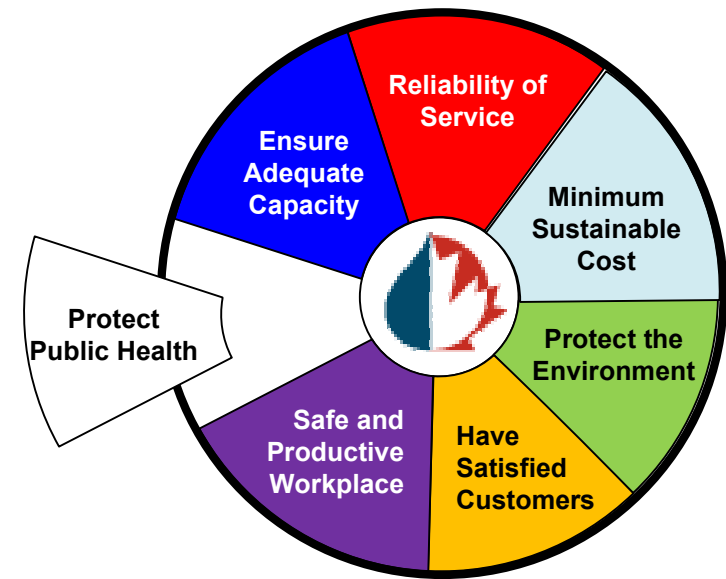 Reliability of
Service
Minimum
Sustainable
Cost
Protect the
Environment
Have
Satisfied
Customers
Safe and
Productive
Workplace
Protect
Public Health
Ensure
Adequate
Capacity